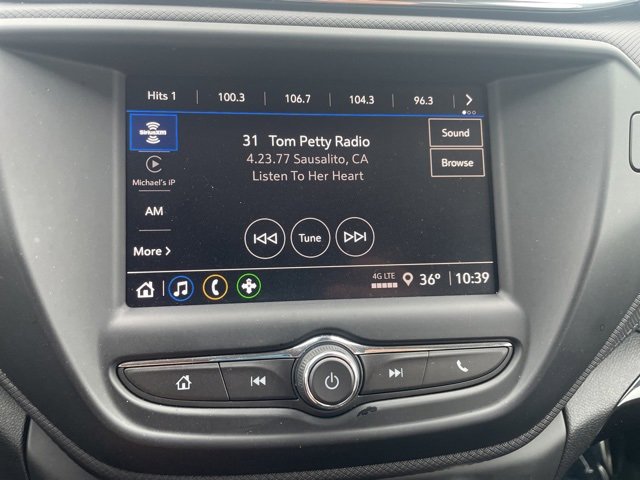 Hits 1 100.3 106.7 104.3 96.3
SiriusXM
31 Tom Petty Radio
4.23.77 Sausalito, CA
Listen To Her Heart
Sound
Browse
Michael's iP
AM
More
Tune
4G LTE 36° 10:39